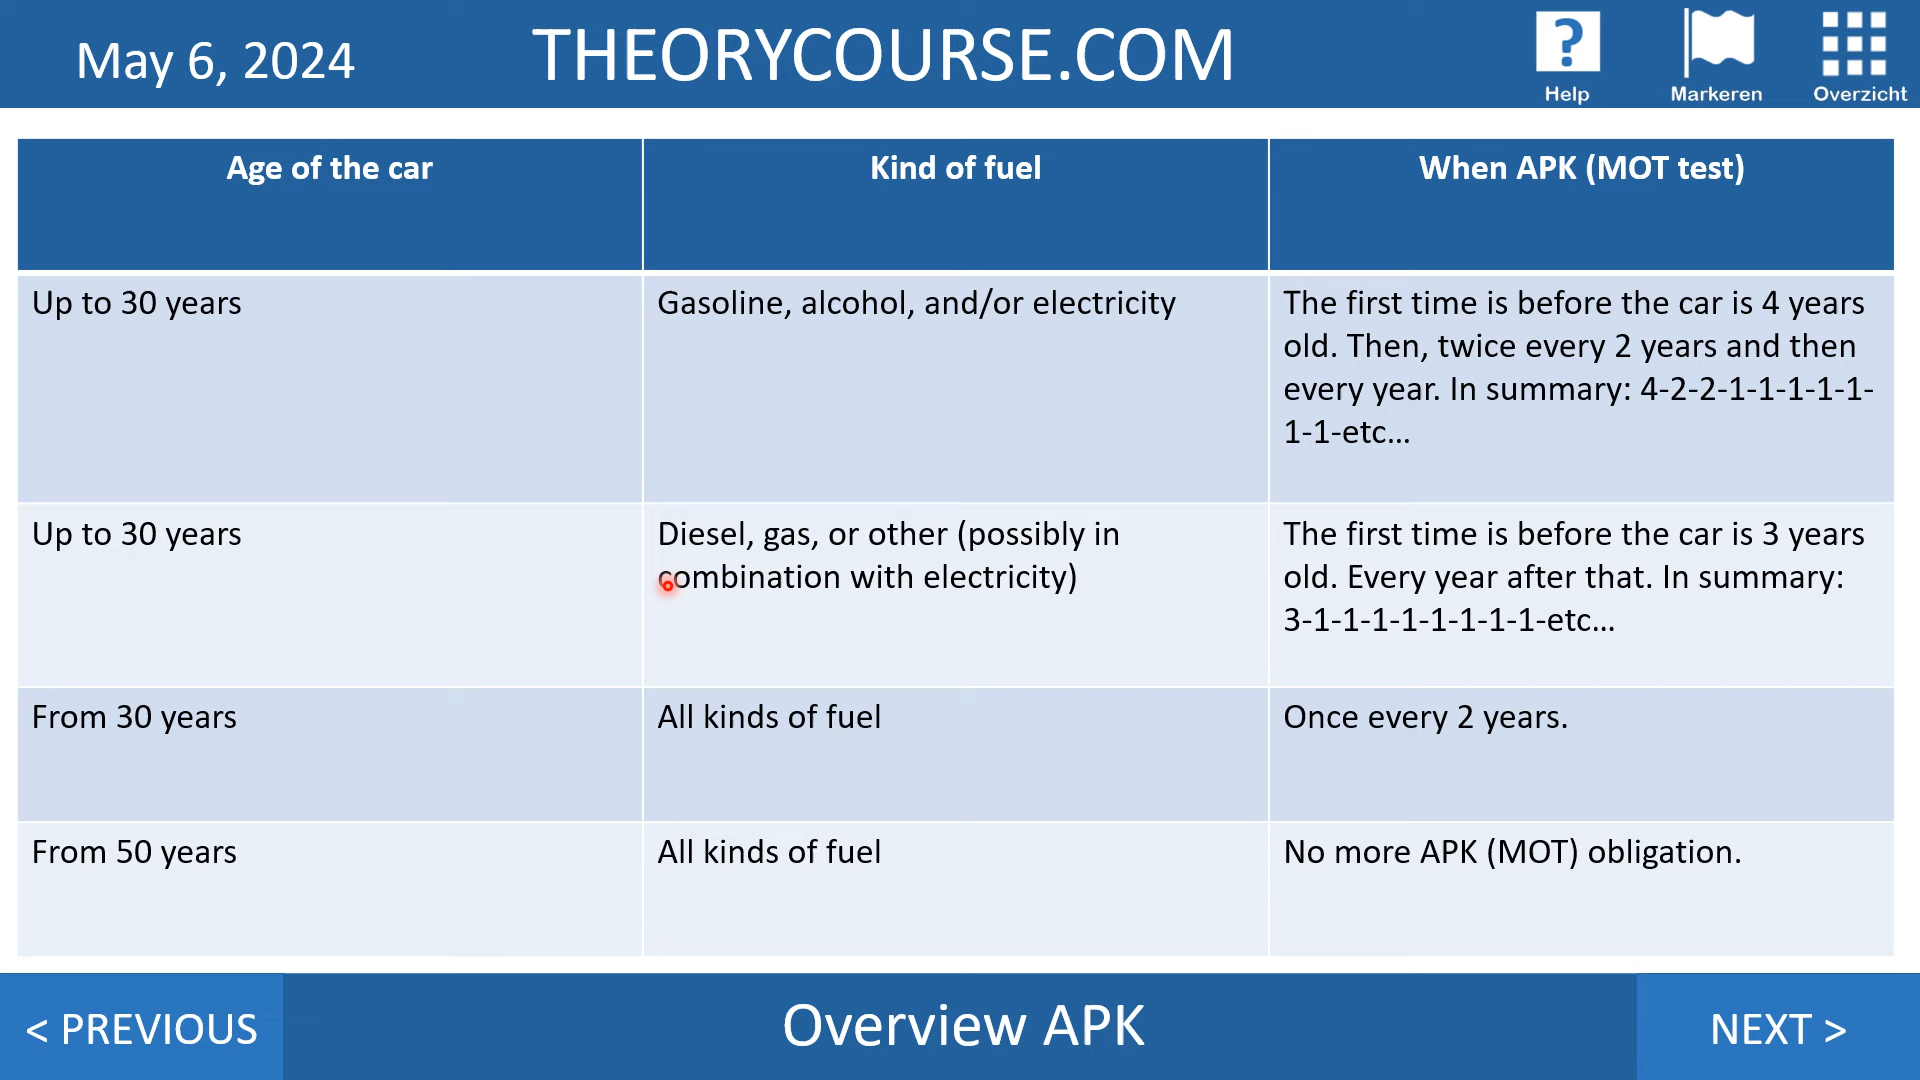 May 6, 2024
THEORYCOURSE.COM
?
Help
Markeren
Overzicht
Age of the car
Kind of fuel
When APK (MOT test)
Up to 30 years
Gasoline, alcohol, and/or electricity
The first time is before the car is 4 years
old. Then, twice every 2 years and then
every year. In summary: 4-2-2-1-1-1-1-1-
1-1-etc...
Up to 30 years
Diesel, gas, or other (possibly in
combination with electricity)
The first time is before the car is 3 years
old. Every year after that. In summary:
3-1-1-1-1-1-1-1-1-etc...
From 30 years
All kinds of fuel
Once every 2 years.
From 50 years
All kinds of fuel
No more APK (MOT) obligation.
< PREVIOUS
Overview APK
NEXT >